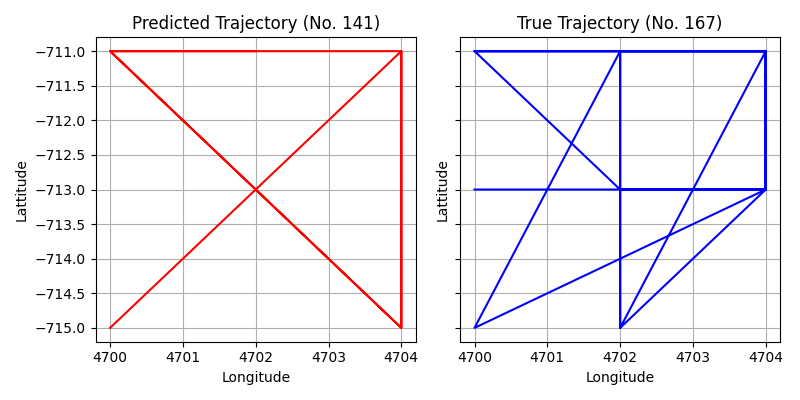 Predicted Trajectory (No. 141)
Lattitude
−711.0
−711.5
−712.0
−712.5
−713.0
−713.5
−714.0
−714.5
−715.0
4700 4701 4702 4703 4704
Longitude
True Trajectory (No. 167)
Lattitude
4700 4701 4702 4703 4704
Longitude